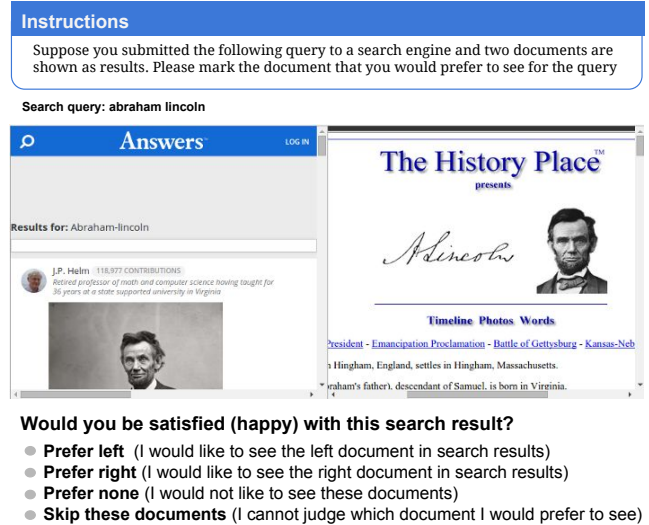 Instructions
Suppose you submitted the following query to a search engine and two documents are
shown as results. Please mark the document that you would prefer to see for the query
Search query: abraham lincoln
Answers
LOG IN
Results for: Abraham-lincoln
J.P. Helm 118,977 CONTRIBUTIONS
Retired professor of math and computer science having taught for
36 years at a state supported university in Virginia
The History Place™
presents
A Lincoln
Timeline Photos Words
President - Emancipation Proclamation - Battle of Gettysburg - Kansas-Neb
Hingham, England, settles in Hingham, Massachusetts.
raham's father), descendant of Samuel, is born in Virginia.
Would you be satisfied (happy) with this search result?
Prefer left (I would like to see the left document in search results)
Prefer right (I would like to see the right document in search results)
Prefer none (I would not like to see these documents)
Skip these documents (I cannot judge which document I would prefer to see)